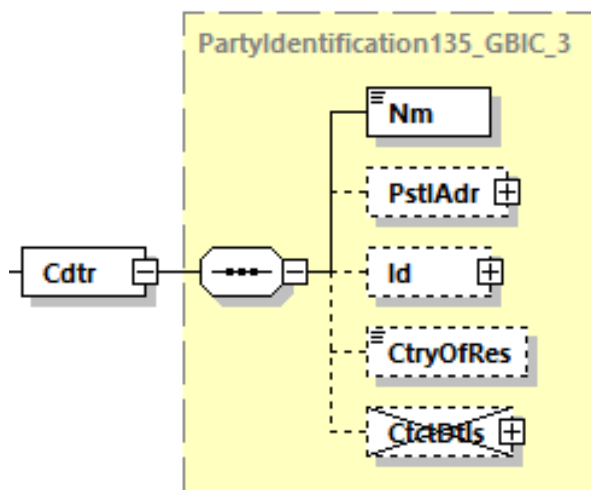 PartyIdentification135_GBIC_3
Nm
PstlAdr
Cdtr
Id
CtryOfRes
CtctDtls